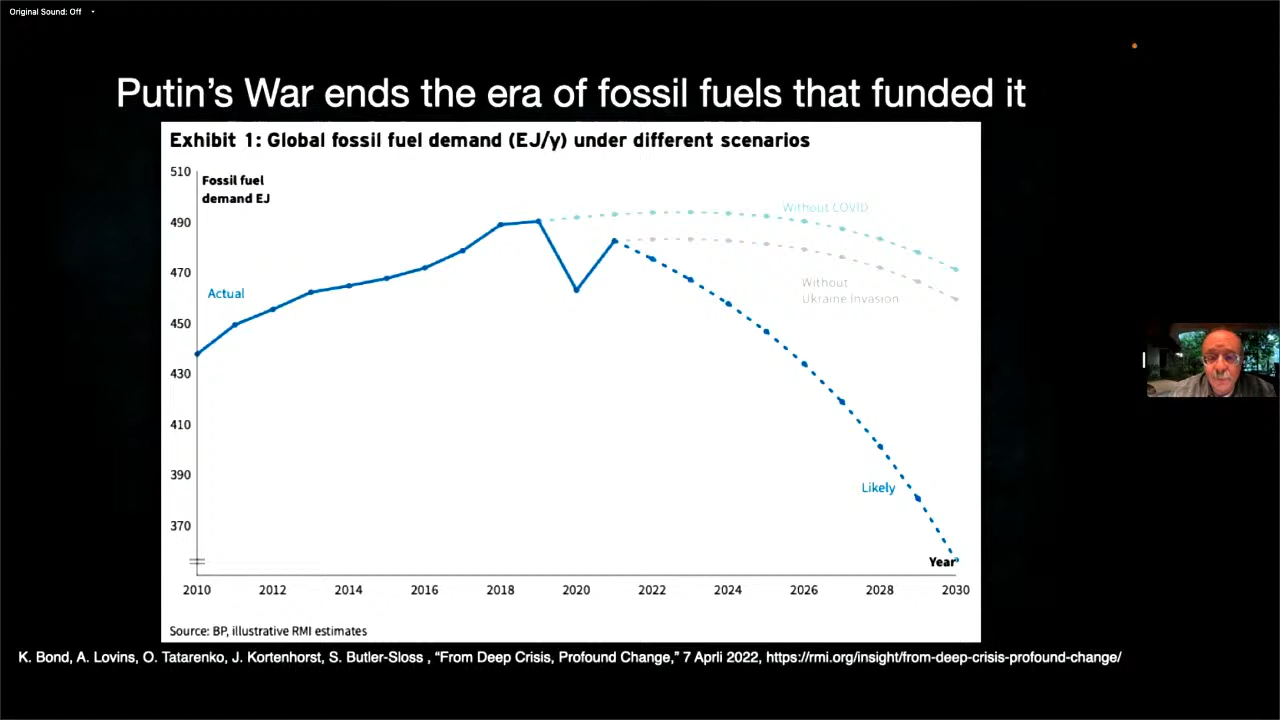 Original Sound: Off
Putin's War ends the era of fossil fuels that funded it
Exhibit 1: Global fossil fuel demand (EJ/y) under different scenarios
510
Fossil fuel
demand EJ
490
470
450
430
410
390
370
Without COVID
Without
Ukraine Invasion
Actual
Likely
Year
2010 2012 2014 2016 2018 2020 2022 2024 2026 2028 2030
Source: BP, illustrative RMI estimates
K. Bond, A. Lovins, O. Tatarenko, J. Kortenhorst, S. Butler-Sloss , “From Deep Crisis, Profound Change,” 7 Aprli 2022, https://rmi.org/insight/from-deep-crisis-profound-change/